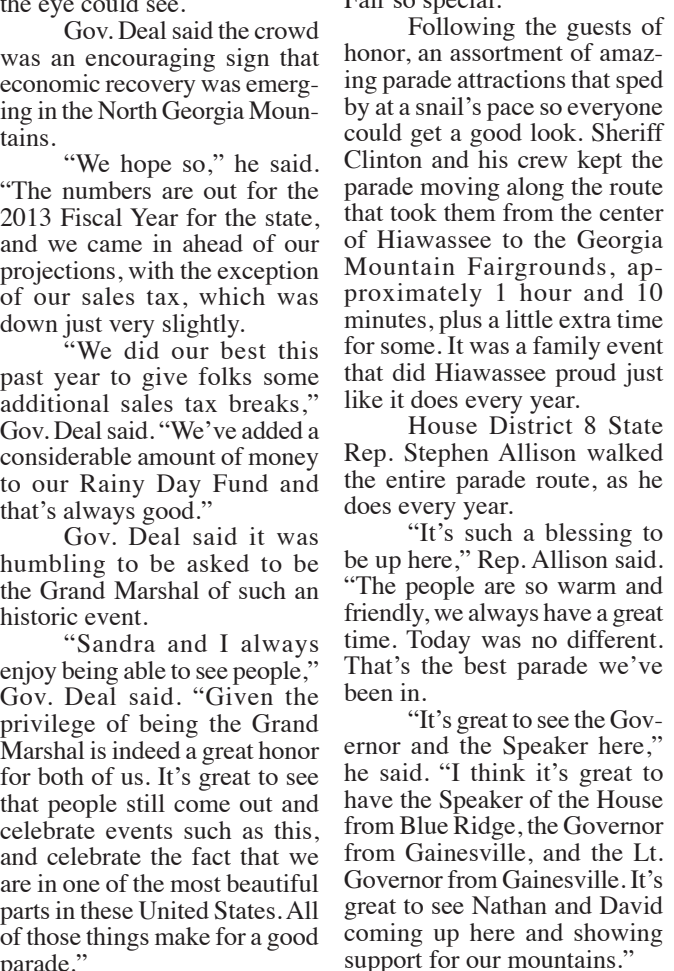 the eye could see.
Gov. Deal said the crowd
was an encouraging sign that
economic recovery was emerg-
ing in the North Georgia Moun-
tains.
“We hope so,” he said.
“The numbers are out for the
2013 Fiscal Year for the state,
and we came in ahead of our
projections, with the exception
of our sales tax, which was
down just very slightly.
“We did our best this
past year to give folks some
additional sales tax breaks,”
Gov. Deal said. “We’ve added a
considerable amount of money
to our Rainy Day Fund and
that’s always good.”
Gov. Deal said it was
humbling to be asked to be
the Grand Marshal of such an
historic event.
“Sandra and I always
enjoy being able to see people,”
Gov. Deal said. “Given the
privilege of being the Grand
Marshal is indeed a great honor
for both of us. It’s great to see
that people still come out and
celebrate events such as this,
and celebrate the fact that we
are in one of the most beautiful
parts in these United States. All
of those things make for a good
parade.”
Fair so special.
Following the guests of
honor, an assortment of amaz-
ing parade attractions that sped
by at a snail’s pace so everyone
could get a good look. Sheriff
Clinton and his crew kept the
parade moving along the route
that took them from the center
of Hiawassee to the Georgia
Mountain Fairgrounds, ap-
proximately 1 hour and 10
minutes, plus a little extra time
for some. It was a family event
that did Hiawassee proud just
like it does every year.
House District 8 State
Rep. Stephen Allison walked
the entire parade route, as he
does every year.
“It’s such a blessing to
be up here,” Rep. Allison said.
“The people are so warm and
friendly, we always have a great
time. Today was no different.
That’s the best parade we’ve
been in.
“It’s great to see the Gov-
ernor and the Speaker here,”
he said. “I think it’s great to
have the Speaker of the House
from Blue Ridge, the Governor
from Gainesville, and the Lt.
Governor from Gainesville. It’s
great to see Nathan and David
coming up here and showing
support for our mountains.”